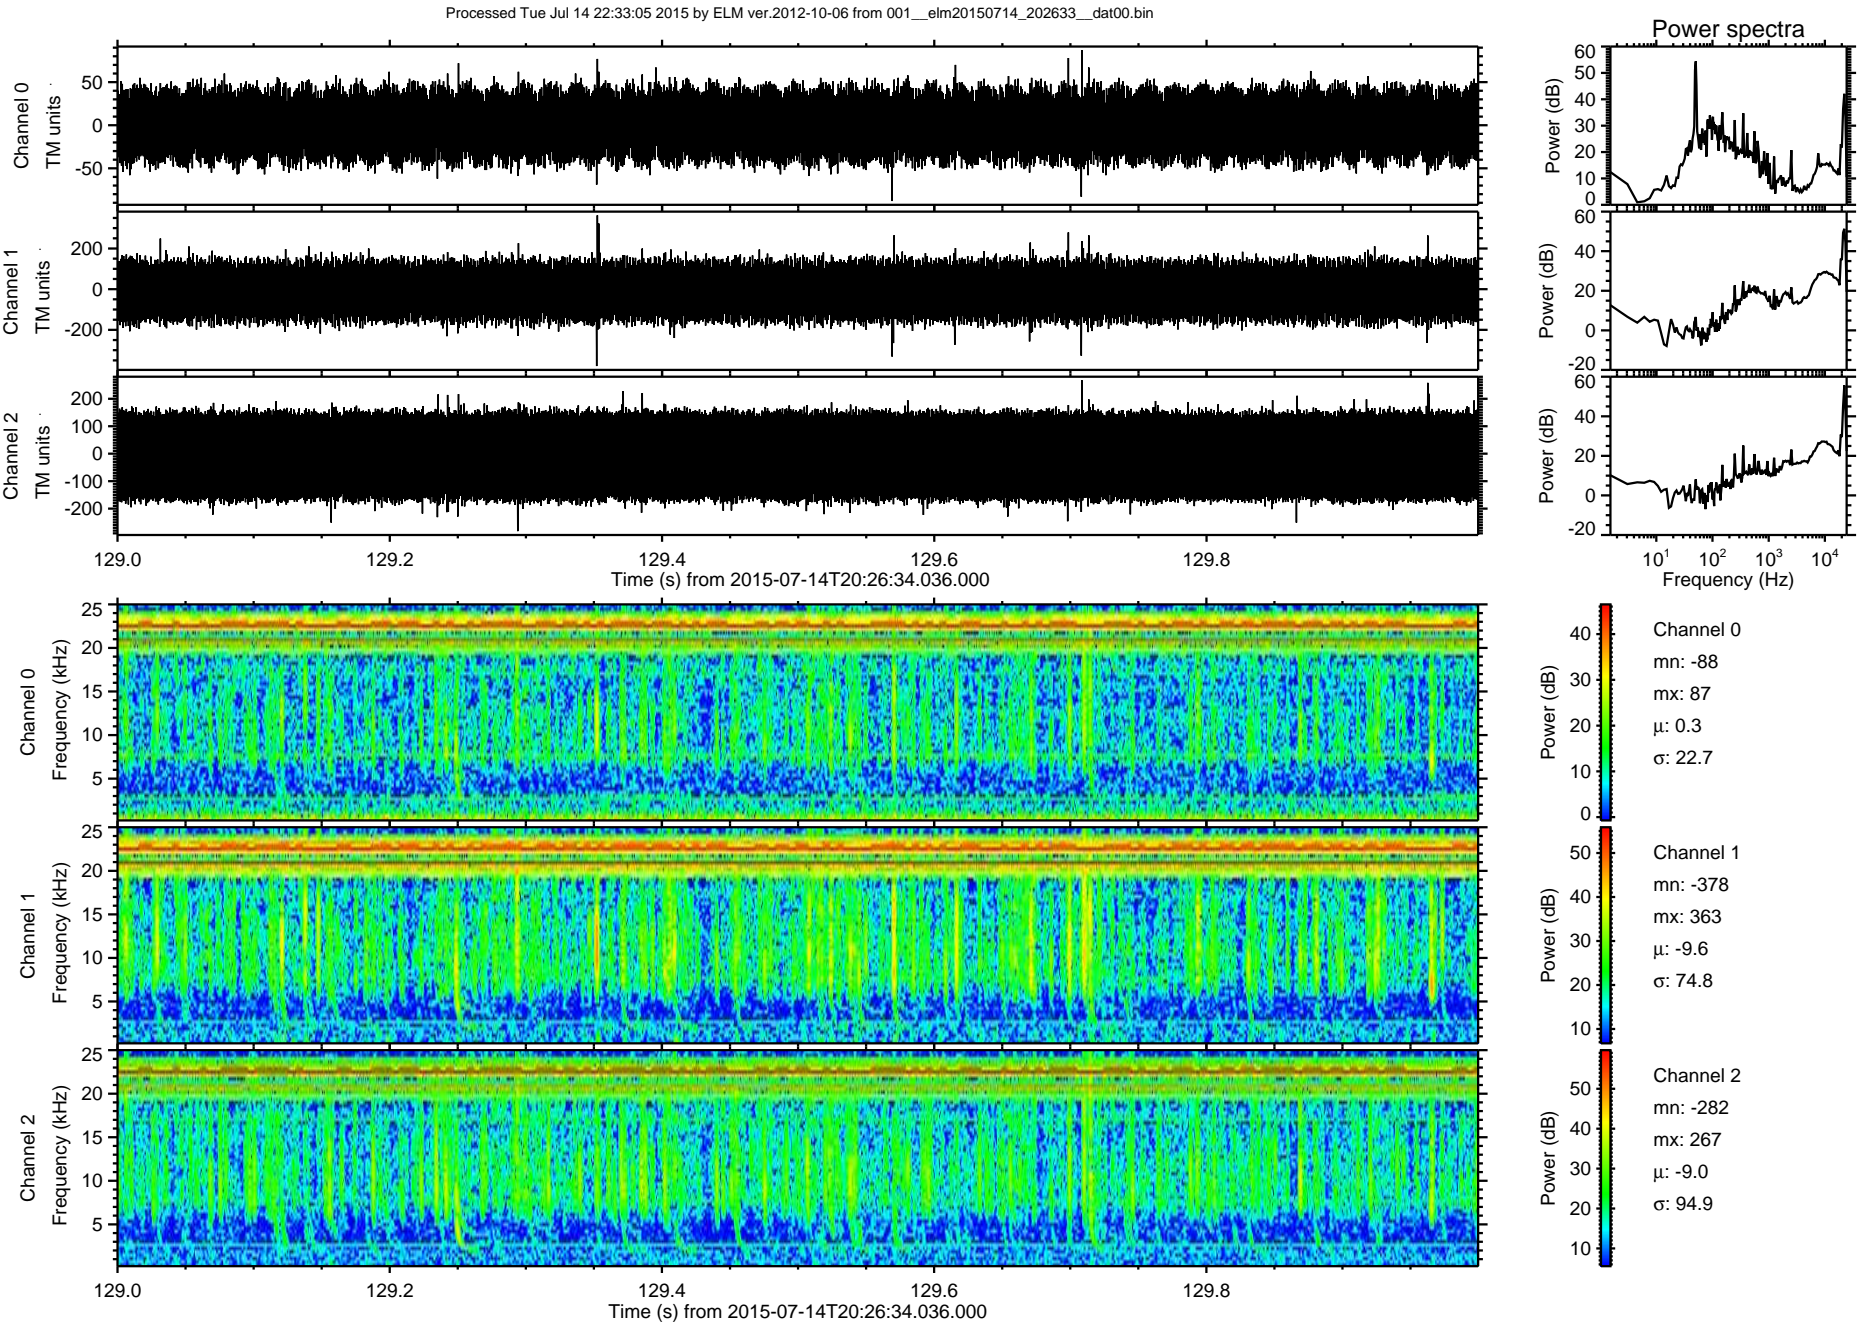 Processed Tue Jul 14 22:33:05 2015 by ELM ver.2012-10-06 from 001__elm20150714_202633__dat00.bin
Power spectra
Channel 0
TM units
50
0
-50
Power (dB)
60
50
40
30
20
10
0
Channel 1
TM units
200
0
-200
Power (dB)
60
40
20
0
-20
Channel 2
TM units
200
100
0
-100
-200
Power (dB)
60
40
20
0
-20
129.0 129.2 129.4 129.6 129.8
Time (s) from 2015-07-14T20:26:34.036.000
10^1 10^2 10^3 10^4
Frequency (Hz)
Channel 0
Frequency (kHz)
25
20
15
10
5
Power (dB)
40
30
20
10
0
Channel 0
mn: -88
mx: 87
μ: 0.3
σ: 22.7
Channel 1
Frequency (kHz)
25
20
15
10
5
Power (dB)
50
40
30
20
10
Channel 1
mn: -378
mx: 363
μ: -9.6
σ: 74.8
Channel 2
Frequency (kHz)
25
20
15
10
5
Power (dB)
50
40
30
20
10
Channel 2
mn: -282
mx: 267
μ: -9.0
σ: 94.9
129.0 129.2 129.4 129.6 129.8
Time (s) from 2015-07-14T20:26:34.036.000